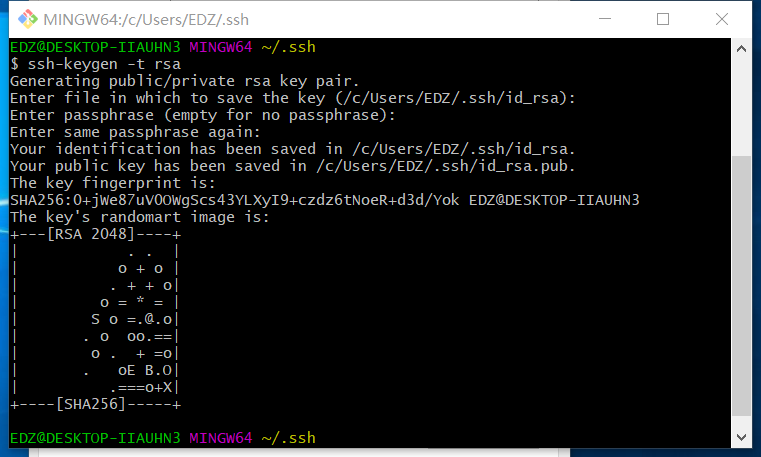 MINGW64:/c/Users/EDZ/.ssh
EDZ@DESKTOP-IIAUHN3 MINGW64 ~/.ssh
$ ssh-keygen -t rsa
Generating public/private rsa key pair.
Enter file in which to save the key (/c/Users/EDZ/.ssh/id_rsa):
Enter passphrase (empty for no passphrase):
Enter same passphrase again:
Your identification has been saved in /c/Users/EDZ/.ssh/id_rsa.
Your public key has been saved in /c/Users/EDZ/.ssh/id_rsa.pub.
The key fingerprint is:
SHA256:0+jWe87uVOOWgScs43YLXyI9+czdz6tNoeR+d3d/Yok EDZ@DESKTOP-IIAUHN3
The key's randomart image is:
+---[RSA 2048]----+
|             . .  |
|            o + o |
|           . + + o|
|          o = * = |
|         S o =.@.o|
|        . o  oo.==|
|         o .  + =o|
|        .   oE B.O|
|           .===o+X|
+----[SHA256]-----+
EDZ@DESKTOP-IIAUHN3 MINGW64 ~/.ssh